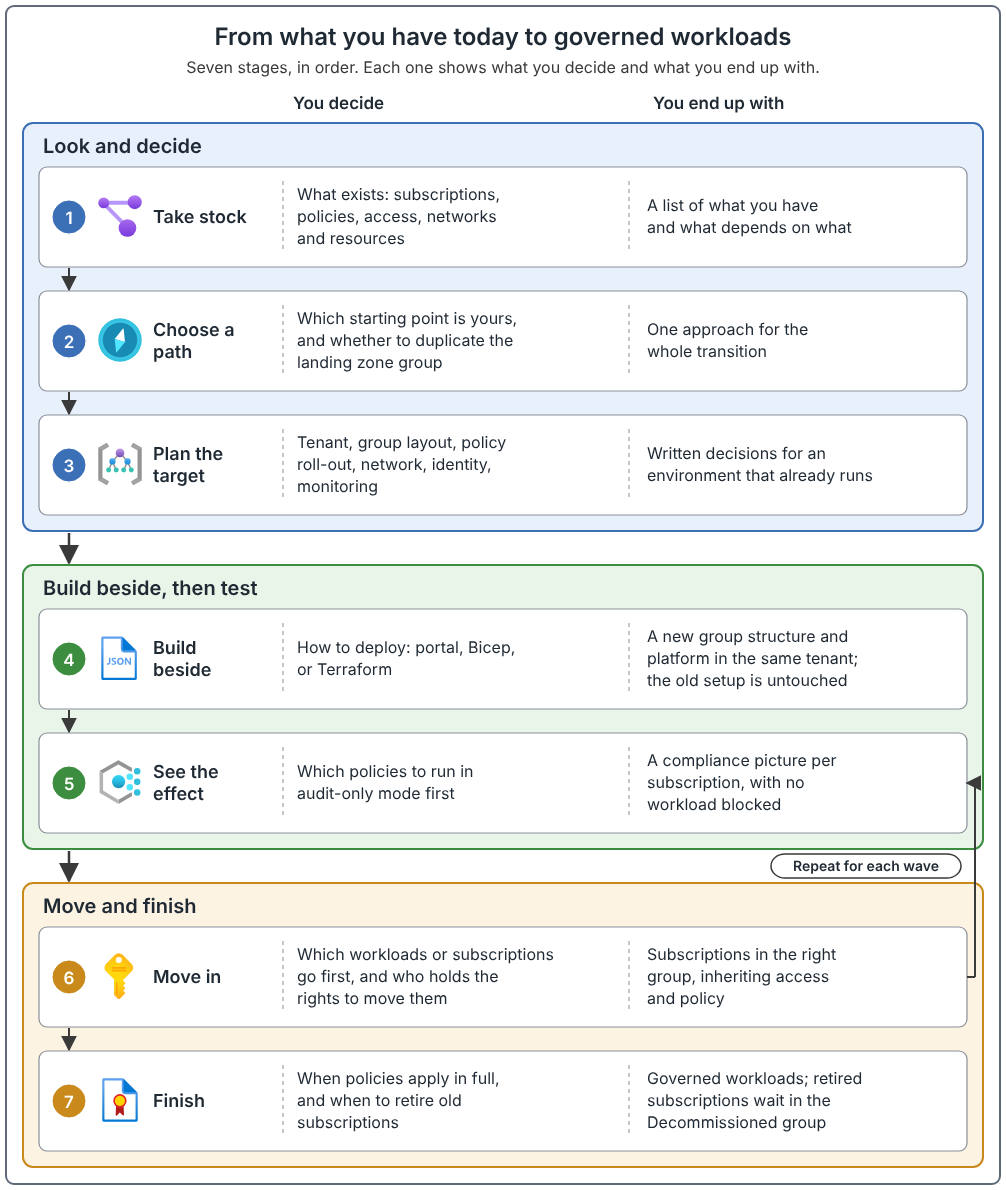 From what you have today to governed workloads
Seven stages, in order. Each one shows what you decide and what you end up with.
You decide
You end up with
Look and decide
1
Take stock
What exists: subscriptions,
policies, access, networks
and resources
A list of what you have
and what depends on what
2
Choose a
path
Which starting point is yours,
and whether to duplicate the
landing zone group
One approach for the
whole transition
3
Plan the
target
Tenant, group layout, policy
roll-out, network, identity,
monitoring
Written decisions for an
environment that already runs
Build beside, then test
4
JSON
Build
beside
How to deploy: portal, Bicep,
or Terraform
A new group structure and
platform in the same tenant;
the old setup is untouched
5
See the
effect
Which policies to run in
audit-only mode first
A compliance picture per
subscription, with no
workload blocked
Repeat for each wave
Move and finish
6
Move in
Which workloads or subscriptions
go first, and who holds the
rights to move them
Subscriptions in the right
group, inheriting access
and policy
7
Finish
When policies apply in full,
and when to retire old
subscriptions
Governed workloads; retired
subscriptions wait in the
Decommissioned group